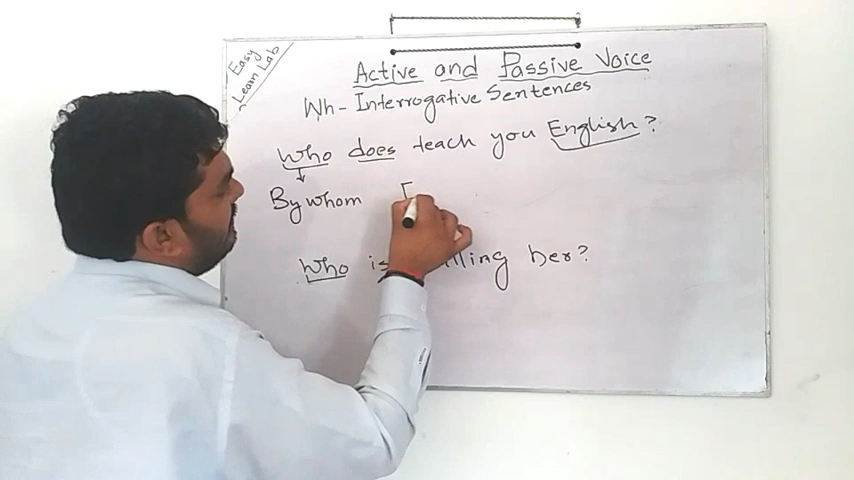 Easy
Learn Lab
Active and Passive Voice
Wh-Interrogative Sentences
Who does teach you English?
By whom
Who is her?